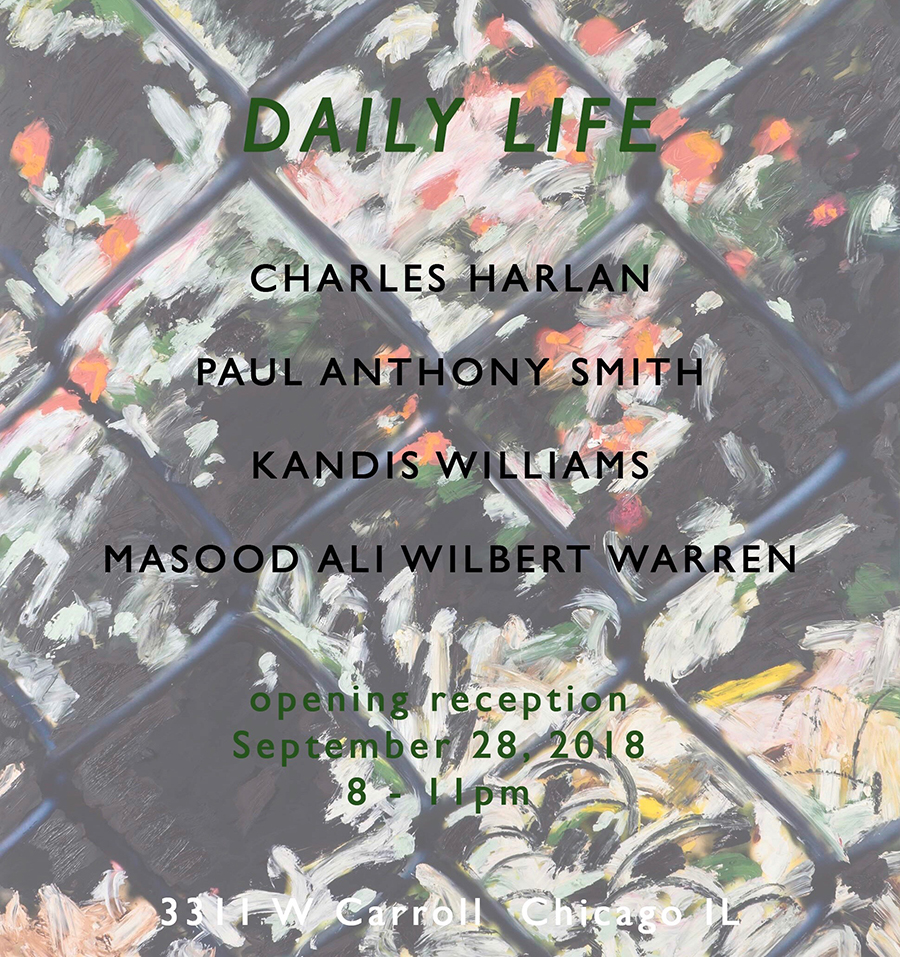 DAILY LIFE
CHARLES HARLAN
PAUL ANTHONY SMITH
KANDIS WILLIAMS
MASOOD ALI WILBERT WARREN
opening reception
September 28, 2018
8 - 11pm
3311 W Carroll Chicago IL